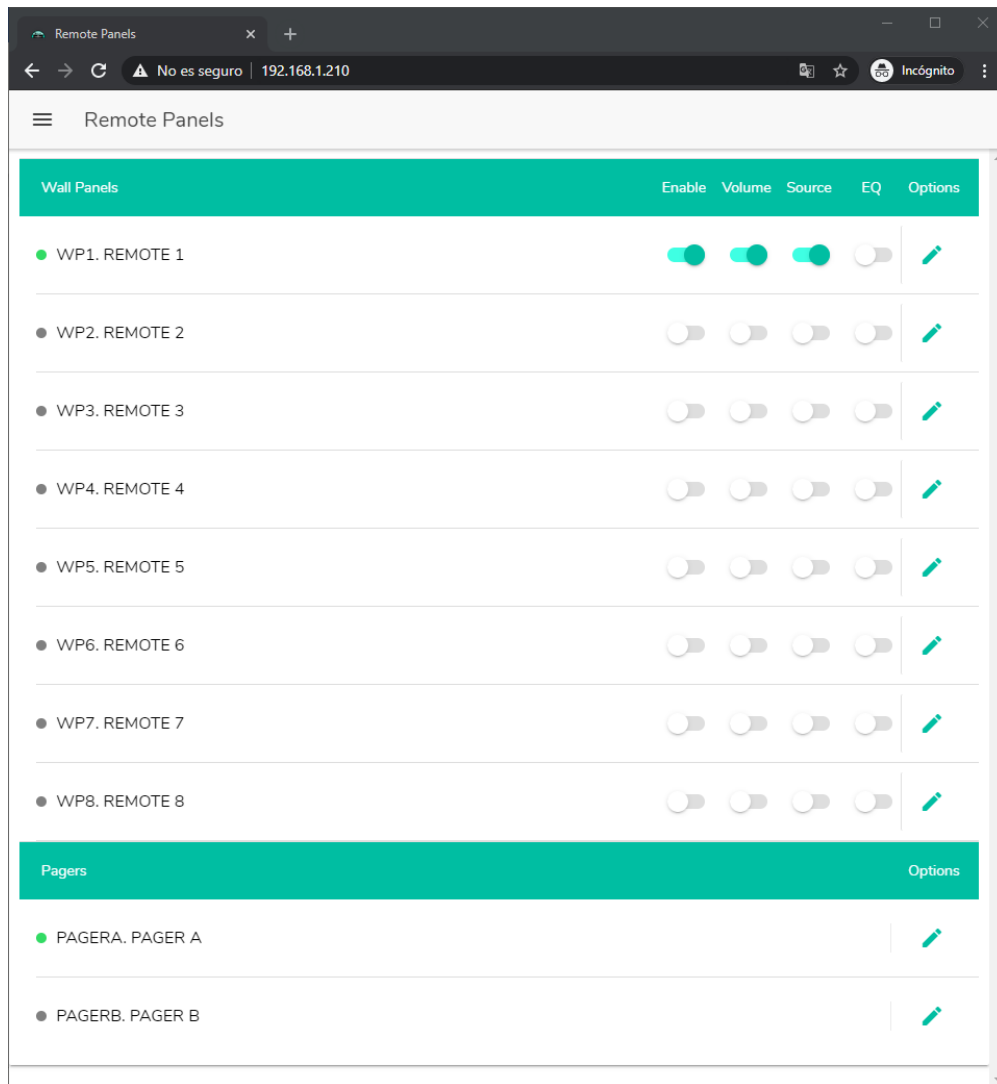 Remote Panels
No es seguro | 192.168.1.210
Incógnito
Remote Panels
Wall Panels Enable Volume Source EQ Options
WP1. REMOTE 1
WP2. REMOTE 2
WP3. REMOTE 3
WP4. REMOTE 4
WP5. REMOTE 5
WP6. REMOTE 6
WP7. REMOTE 7
WP8. REMOTE 8
Pagers Options
PAGERA. PAGER A
PAGERB. PAGER B